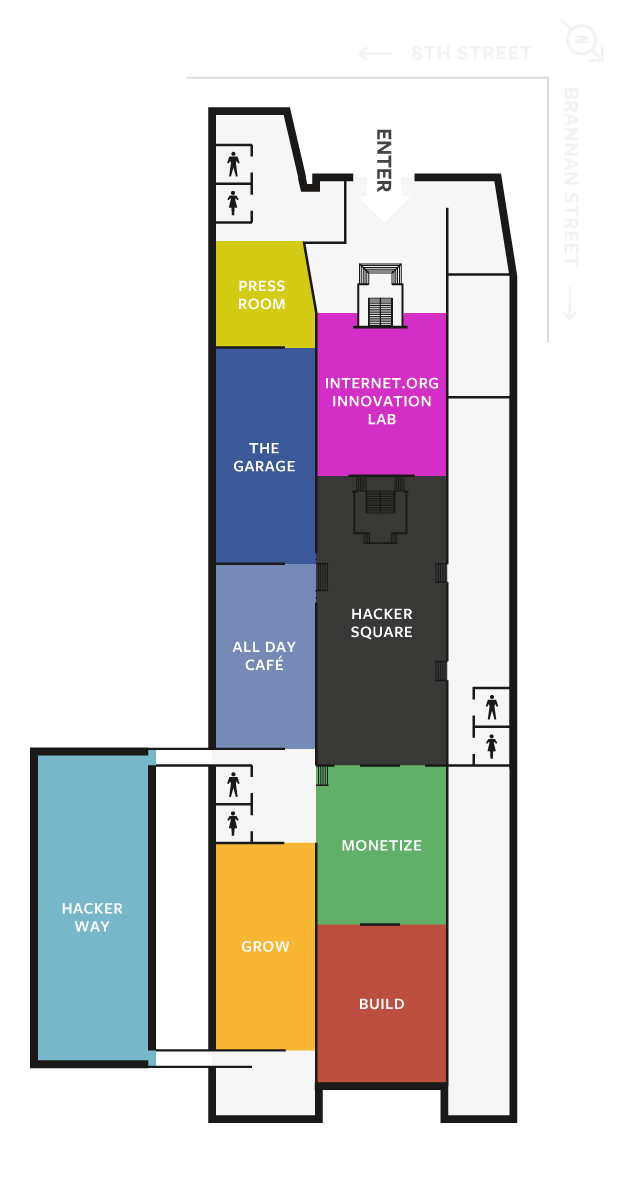 8TH STREET
N
BRANNAN STREET
ENTER
PRESS
ROOM
INTERNET.ORG
INNOVATION
LAB
THE
GARAGE
HACKER
SQUARE
ALL DAY
CAFÉ
MONETIZE
HACKER
WAY
GROW
BUILD